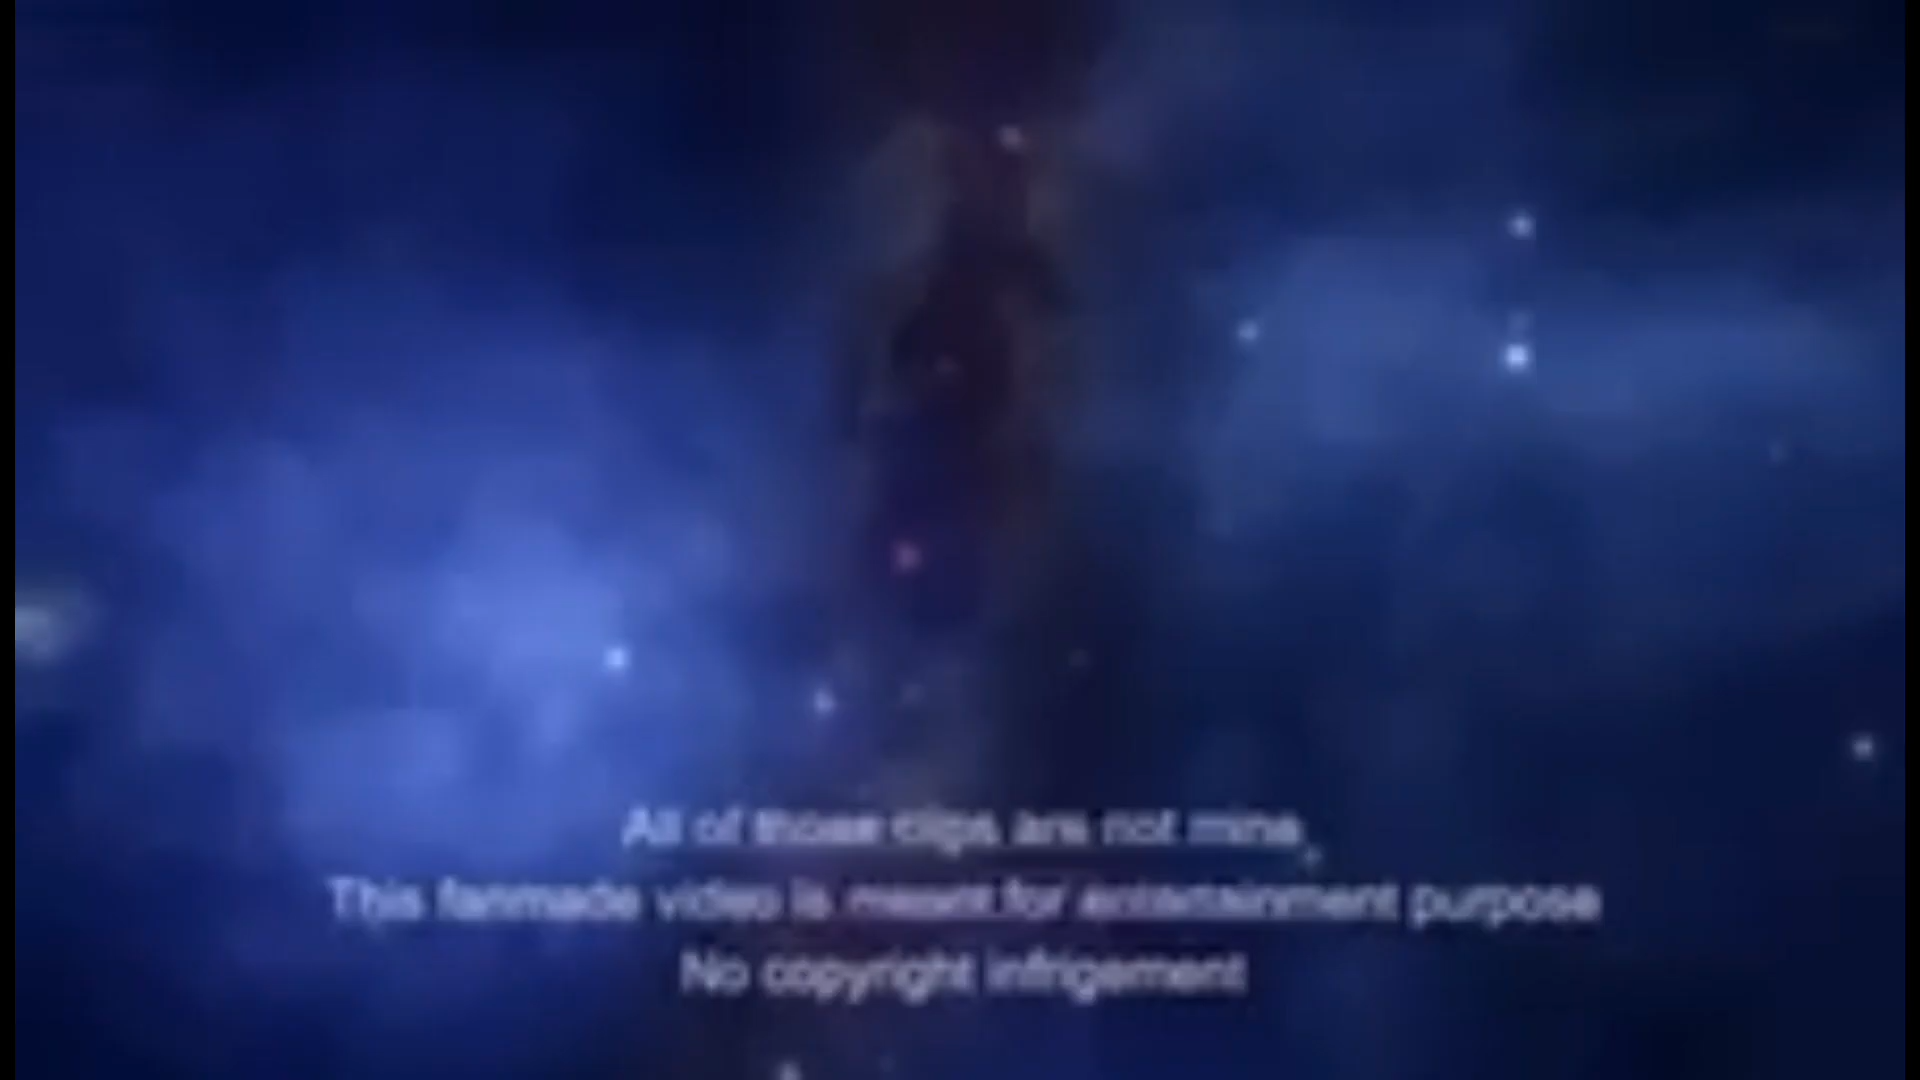 All of those clips are not mine,
This fanmade video is meant for entertainment purpose
No copyright infrigement